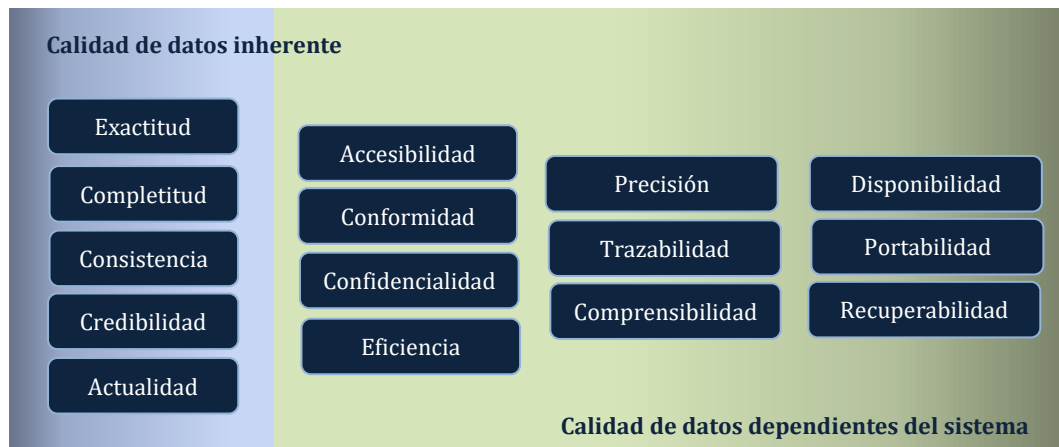 Calidad de datos inherente
Exactitud
Completitud
Consistencia
Credibilidad
Actualidad
Accesibilidad
Conformidad
Confidencialidad
Eficiencia
Precisión
Trazabilidad
Comprensibilidad
Disponibilidad
Portabilidad
Recuperabilidad
Calidad de datos dependientes del sistema